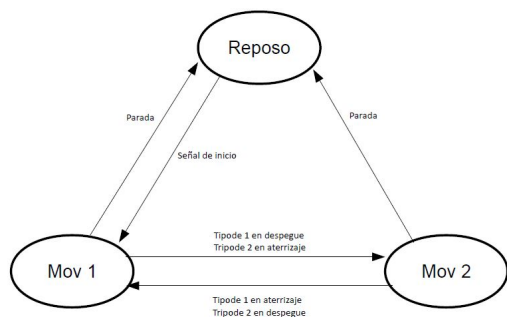 Reposo
Parada
Parada
Señal de inicio
Tipode 1 en despegue
Tripode 2 en aterrizaje
Mov 1
Mov 2
Tipode 1 en aterrizaje
Tripode 2 en despegue